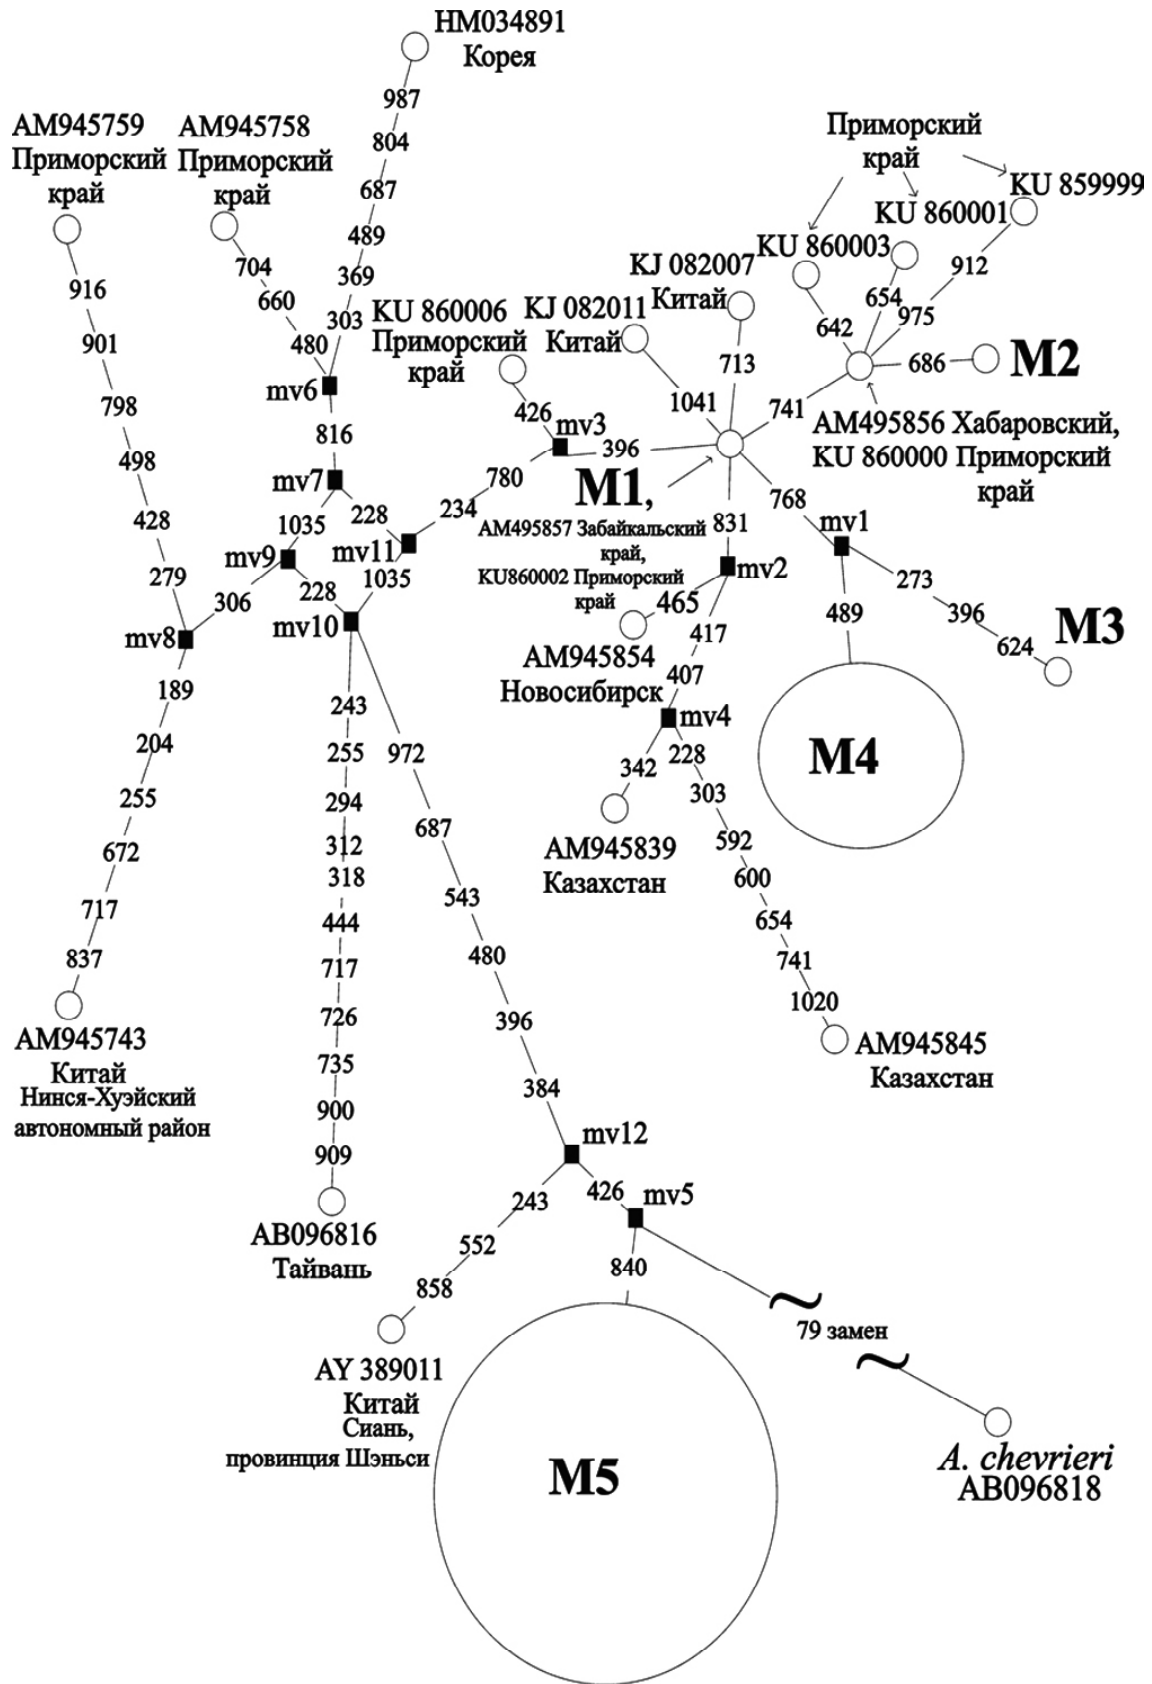 HM034891
Корея
987
804
687
489
369
303
AM945759
Приморский
край
AM945758
Приморский
край
916
901
798
498
428
279
704
660
480
mv6
816
mv7
1035
228
mv9
306
228
mv8
mv10
mv11
1035
234
780
KU 860006
Приморский
край
426
mv3
396
KJ 082011
Китай
1041
KJ 082007
Китай
713
Приморский
край
KU 859999
KU 860001
KU 860003
642
654
975
912
686
M2
741
AM495856 Хабаровский,
KU 860000 Приморский
край
M1,
AM495857 Забайкальский
край,
KU860002 Приморский
край
831
mv2
768
mv1
465
417
407
AM945854
Новосибирск
mv4
489
273
396
624
M3
M4
342
228
303
592
600
654
741
1020
AM945839
Казахстан
AM945845
Казахстан
189
204
255
672
717
837
AM945743
Китай
Нинся-Хуэйский
автономный район
243
255
294
312
318
444
717
726
735
900
909
AB096816
Тайвань
972
687
543
480
396
384
mv12
243
552
858
426
mv5
840
AY 389011
Китай
Сиань,
провинция Шэньси
M5
79 замен
A. chevrieri
AB096818